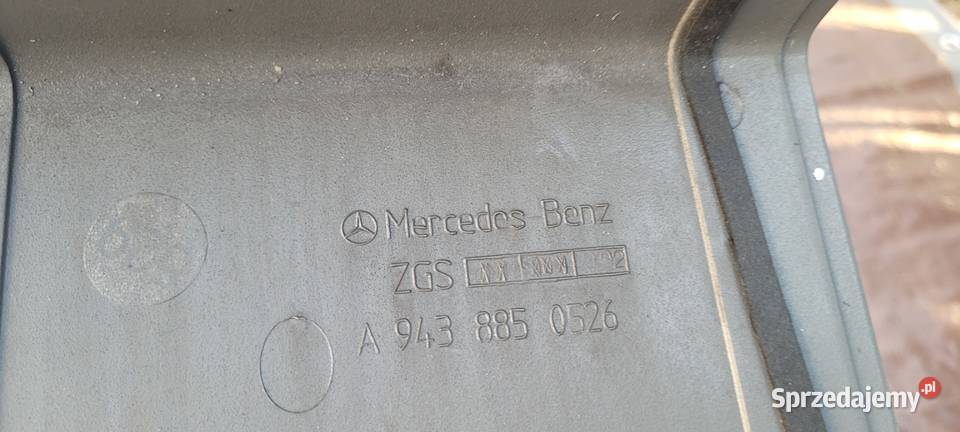 Mercedes Benz
ZGS
A 943 885 0526
Sprzedajemy.pl